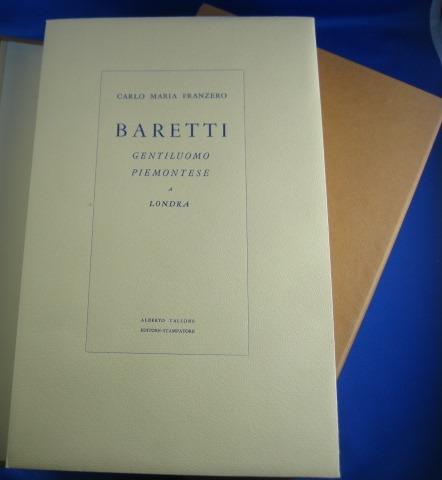 CARLO MARIA FRANZERO
BARETTI
GENTILUOMO
PIEMONTESE
A
LONDRA
ALBERTO TALLONE
EDITORE-STAMPATORE